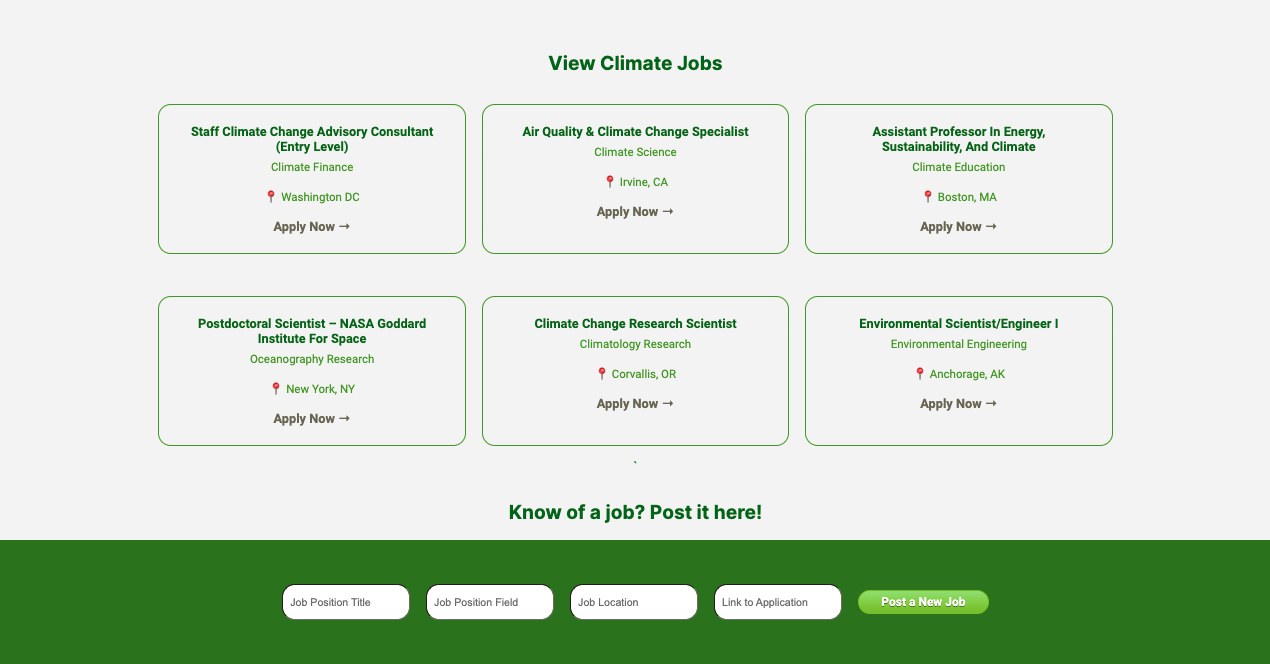 View Climate Jobs
Staff Climate Change Advisory Consultant
(Entry Level)
Climate Finance
📍 Washington DC
Apply Now →
Air Quality & Climate Change Specialist
Climate Science
📍 Irvine, CA
Apply Now →
Assistant Professor In Energy,
Sustainability, And Climate
Climate Education
📍 Boston, MA
Apply Now →
Postdoctoral Scientist – NASA Goddard
Institute For Space
Oceanography Research
📍 New York, NY
Apply Now →
Climate Change Research Scientist
Climatology Research
📍 Corvallis, OR
Apply Now →
Environmental Scientist/Engineer I
Environmental Engineering
📍 Anchorage, AK
Apply Now →
`
Know of a job? Post it here!
Job Position Title
Job Position Field
Job Location
Link to Application
Post a New Job